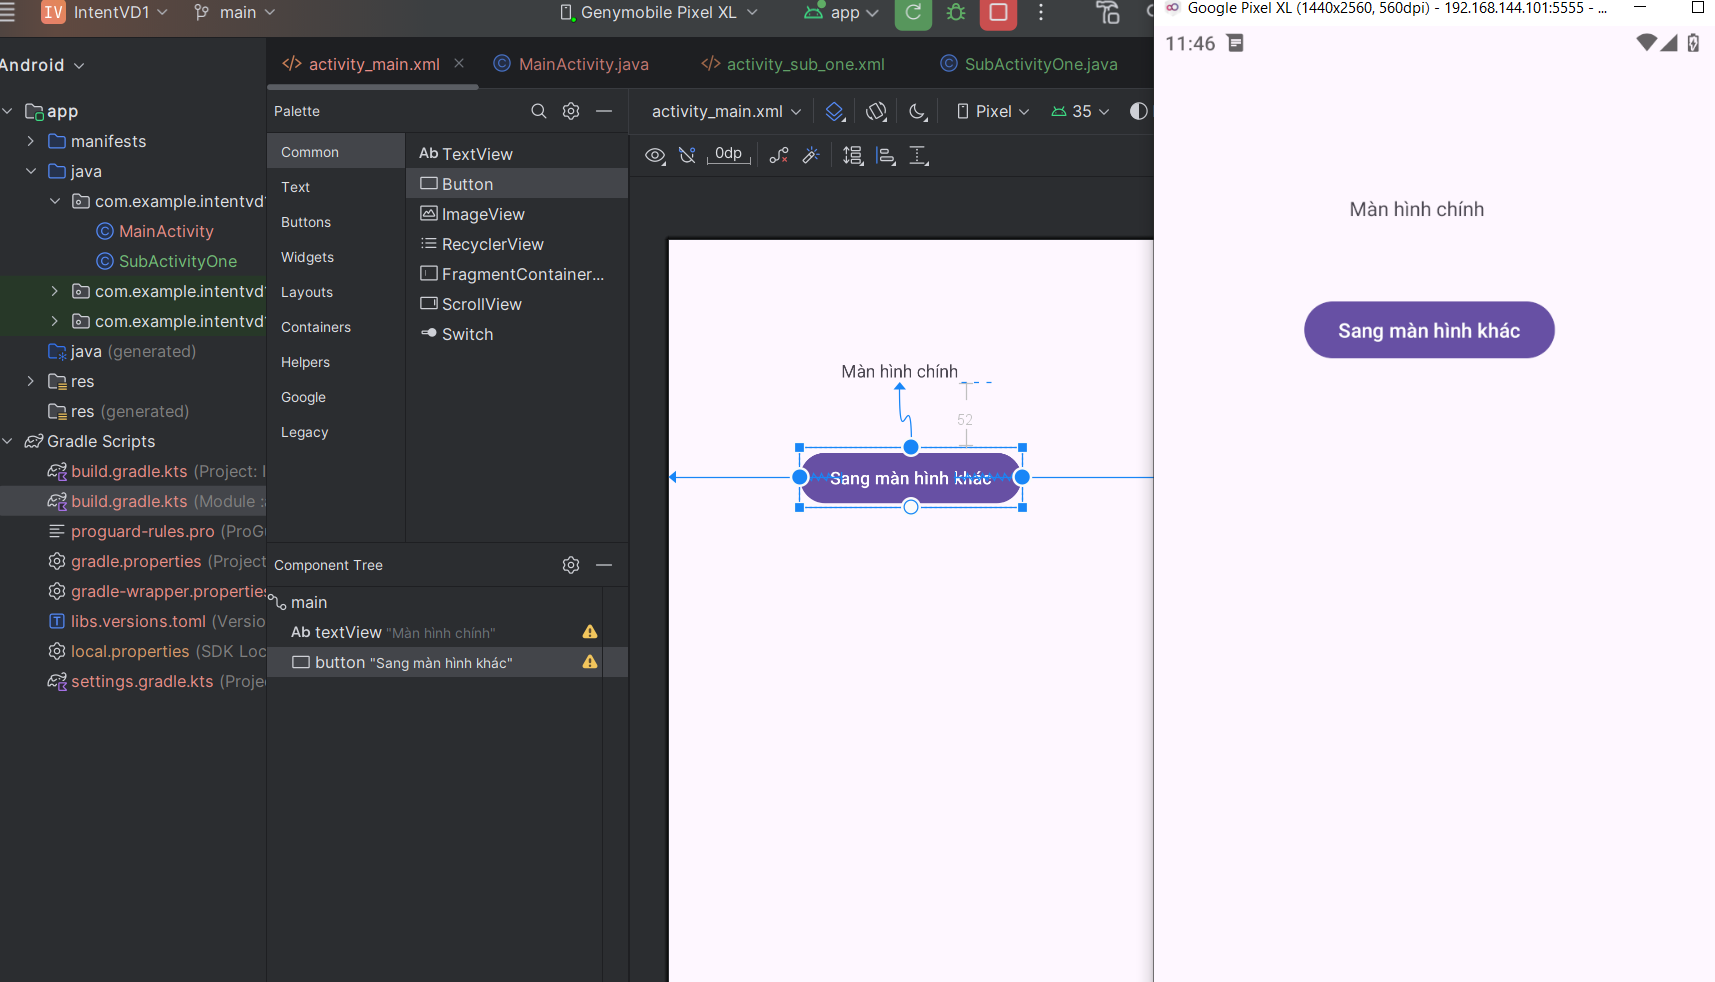 IV IntentVD1 main Genymobile Pixel XL app
Android
app
manifests
java
com.example.intentvd1
MainActivity
SubActivityOne
com.example.intentvd1
com.example.intentvd1
java (generated)
res
res (generated)
Gradle Scripts
build.gradle.kts (Project: I
build.gradle.kts (Module :a
proguard-rules.pro (ProGu
gradle.properties (Project
gradle-wrapper.properties
libs.versions.toml (Versio
local.properties (SDK Loc
settings.gradle.kts (Proje
activity_main.xml MainActivity.java activity_sub_one.xml SubActivityOne.java
Palette
Common
Text
Buttons
Widgets
Layouts
Containers
Helpers
Google
Legacy
Ab TextView
Button
ImageView
RecyclerView
FragmentContainer...
ScrollView
Switch
Component Tree
main
Ab textView "Màn hình chính"
button "Sang màn hình khác"
activity_main.xml Pixel 35
0dp
Màn hình chính
52
Sang màn hình khác
Google Pixel XL (1440x2560, 560dpi) - 192.168.144.101:5555 - ...
11:46
Màn hình chính
Sang màn hình khác